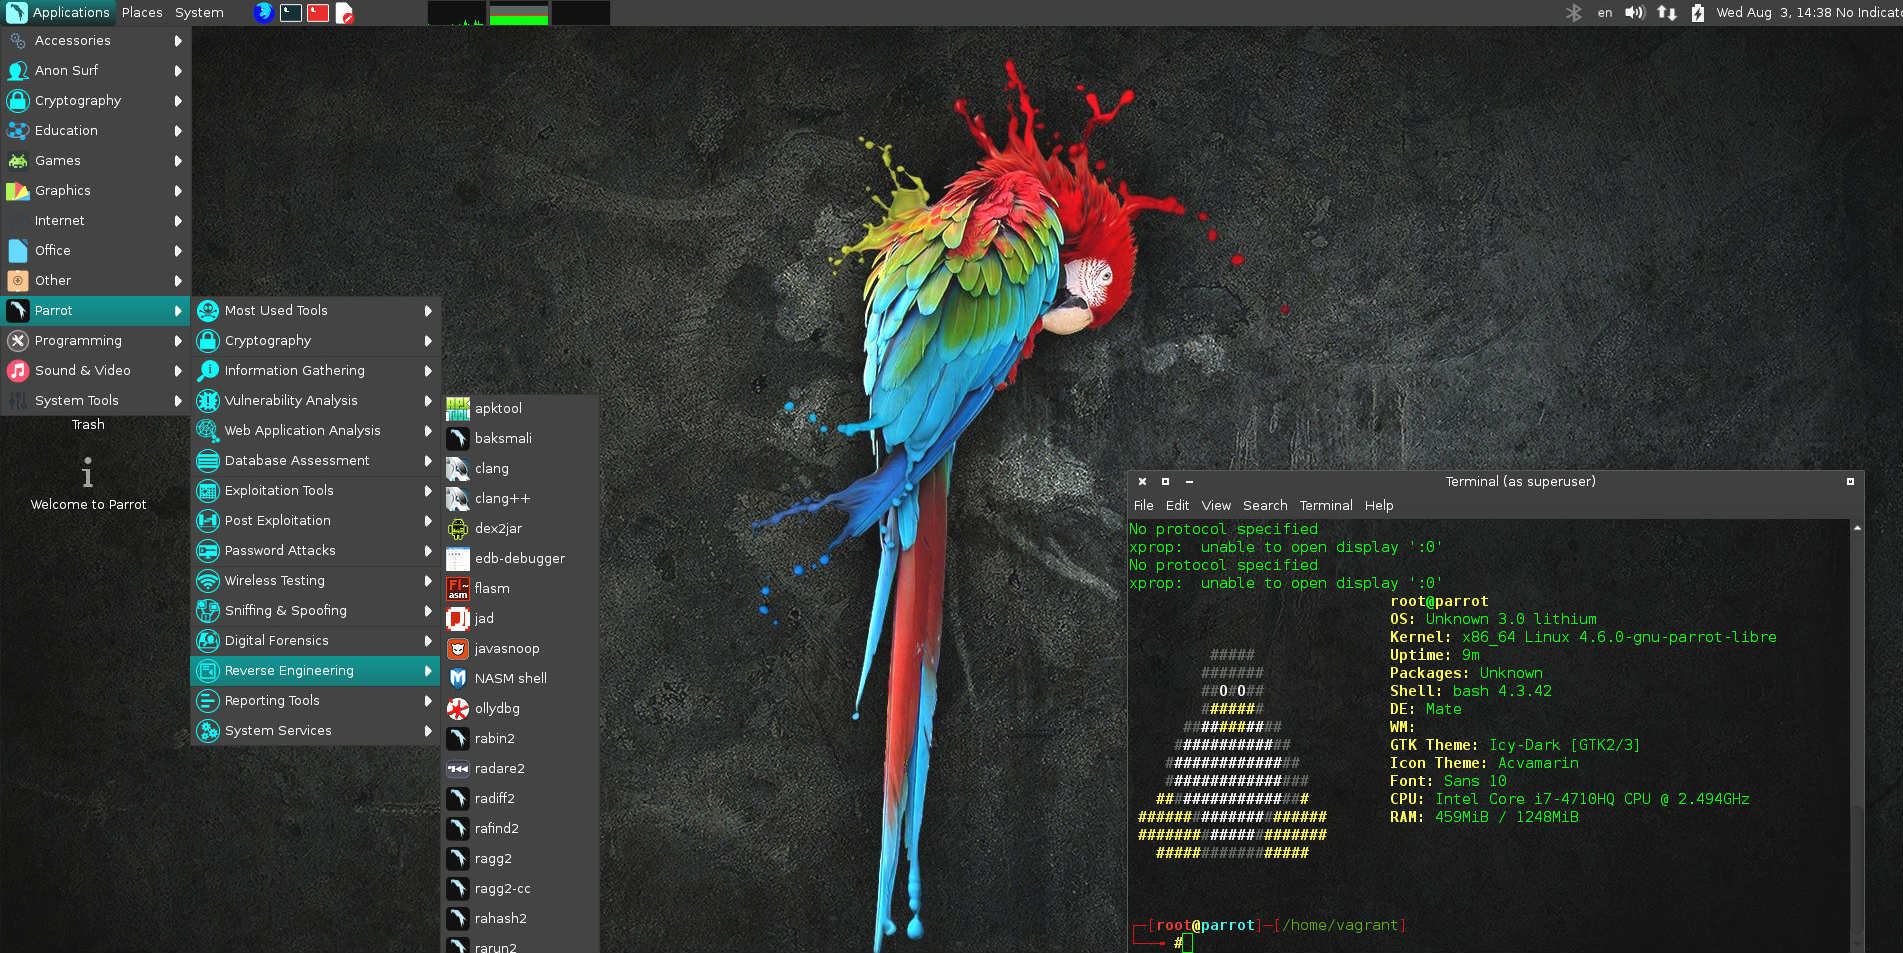 Applications Places System
en
Wed Aug 3, 14:38 No Indicato
Accessories
Anon Surf
Cryptography
Education
Games
Graphics
Internet
Office
Other
Parrot
Programming
Sound & Video
System Tools
Trash
Welcome to Parrot
Most Used Tools
Cryptography
Information Gathering
Vulnerability Analysis
Web Application Analysis
Database Assessment
Exploitation Tools
Post Exploitation
Password Attacks
Wireless Testing
Sniffing & Spoofing
Digital Forensics
Reverse Engineering
Reporting Tools
System Services
apktool
baksmali
clang
clang++
dex2jar
edb-debugger
flasm
jad
javasnoop
NASM shell
ollydbg
rabin2
radare2
radiff2
rafind2
ragg2
ragg2-cc
rahash2
rarun2
Terminal (as superuser)
File Edit View Search Terminal Help
No protocol specified
xprop:  unable to open display ':0'
No protocol specified
xprop:  unable to open display ':0'
root@parrot
OS: Unknown 3.0 lithium
Kernel: x86_64 Linux 4.6.0-gnu-parrot-libre
##### Uptime: 9m
####### Packages: Unknown
##O#O## Shell: bash 4.3.42
####### DE: Mate
########### WM:
############# GTK Theme: Icy-Dark [GTK2/3]
############### Icon Theme: Acvamarin
################ Font: Sans 10
################# CPU: Intel Core i7-4710HQ CPU @ 2.494GHz
##################### RAM: 459MiB / 1248MiB
#####################
#################
┌─[root@parrot]─[/home/vagrant]
└──╼ #